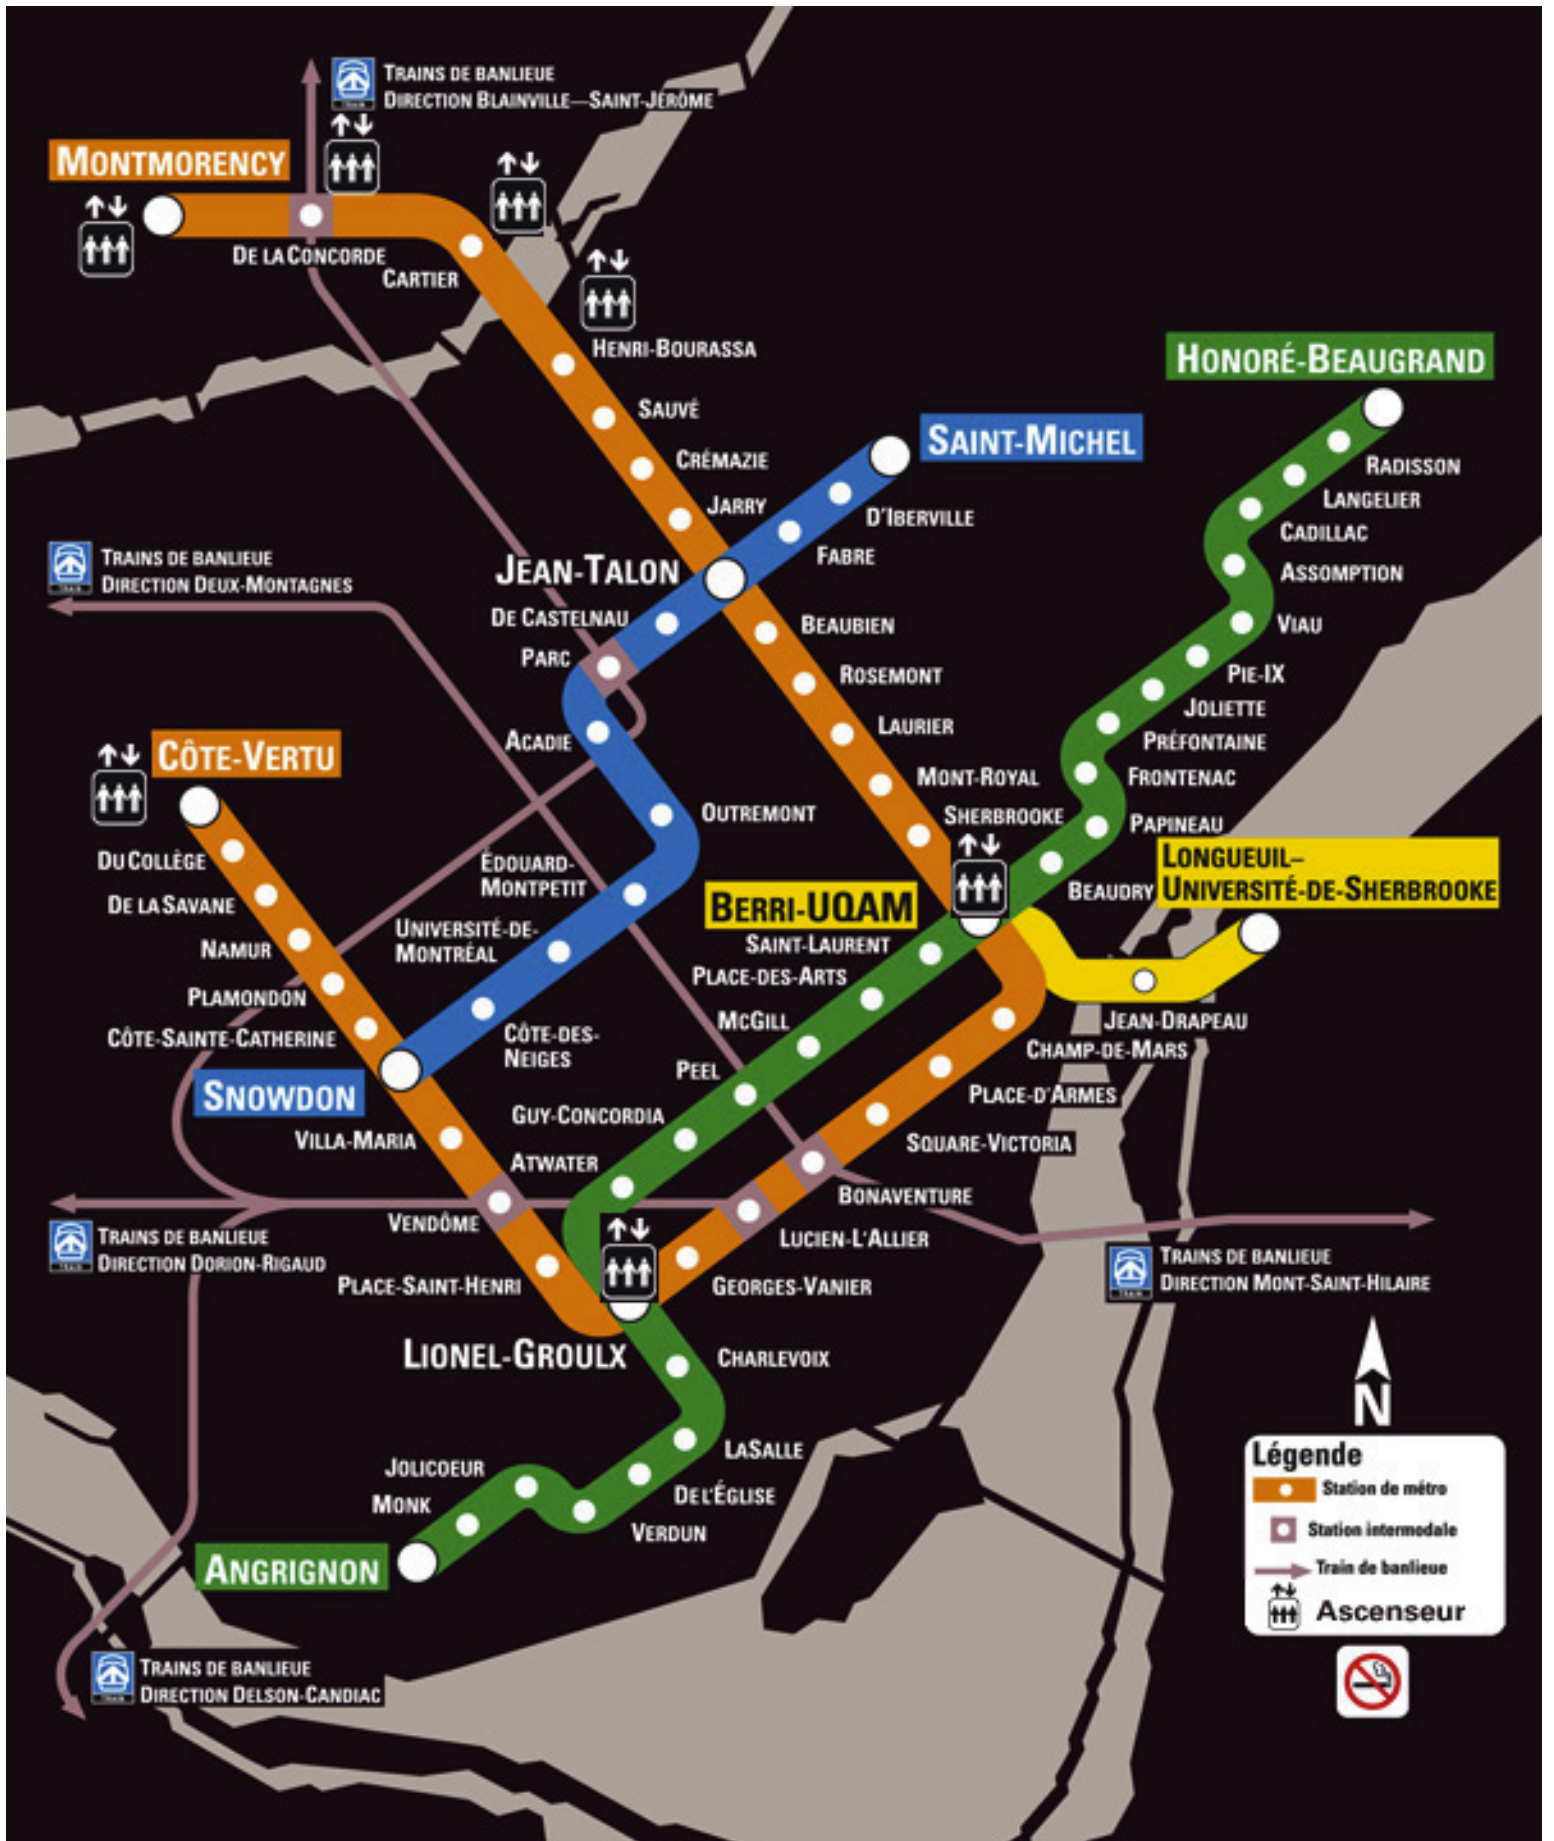 TRAINS DE BANLIEUE
DIRECTION BLAINVILLE—SAINT-JÉRÔME
MONTMORENCY
DE LA CONCORDE
CARTIER
HENRI-BOURASSA
HONORÉ-BEAUGRAND
SAUVÉ
SAINT-MICHEL
CRÉMAZIE
RADISSON
JARRY
LANGELIER
D'IBERVILLE
CADILLAC
FABRE
TRAINS DE BANLIEUE
DIRECTION DEUX-MONTAGNES
JEAN-TALON
ASSOMPTION
DE CASTELNAU
BEAUBIEN
VIAU
PARC
ROSEMONT
PIE-IX
JOLIETTE
LAURIER
ACADIE
PRÉFONTAINE
CÔTE-VERTU
MONT-ROYAL
FRONTENAC
OUTREMONT
SHERBROOKE
PAPINEAU
DU COLLÈGE
ÉDOUARD-
MONTPETIT
LONGUEUIL–
UNIVERSITÉ-DE-SHERBROOKE
BEAUDRY
DE LA SAVANE
BERRI-UQAM
UNIVERSITÉ-DE-
MONTRÉAL
SAINT-LAURENT
NAMUR
PLACE-DES-ARTS
PLAMONDON
MCGILL
JEAN-DRAPEAU
CÔTE-SAINTE-CATHERINE
CÔTE-DES-
NEIGES
CHAMP-DE-MARS
PEEL
SNOWDON
PLACE-D'ARMES
GUY-CONCORDIA
VILLA-MARIA
SQUARE-VICTORIA
ATWATER
BONAVENTURE
VENDÔME
LUCIEN-L'ALLIER
TRAINS DE BANLIEUE
DIRECTION DORION-RIGAUD
TRAINS DE BANLIEUE
DIRECTION MONT-SAINT-HILAIRE
PLACE-SAINT-HENRI
GEORGES-VANIER
LIONEL-GROULX
CHARLEVOIX
N
LASALLE
JOLICOEUR
DE L'ÉGLISE
MONK
VERDUN
ANGRIGNON
Légende
Station de métro
Station intermodale
Train de banlieue
Ascenseur
TRAINS DE BANLIEUE
DIRECTION DELSON-CANDIAC